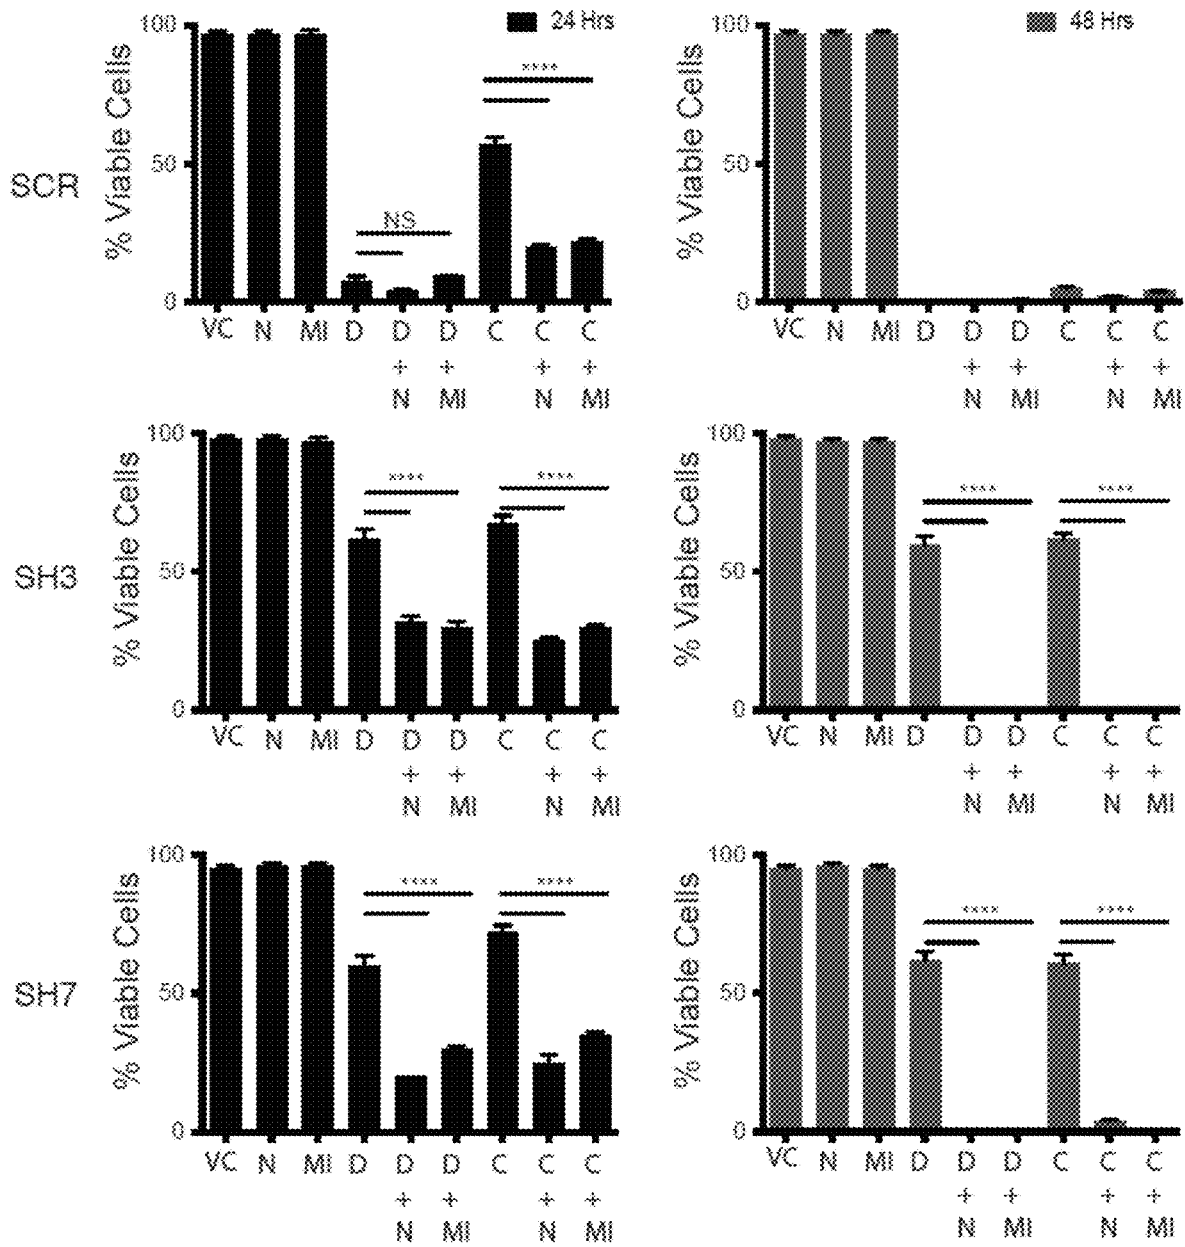 100 24 Hrs 100 48 Hrs
% Viable Cells % Viable Cells
****
SCR 50 50
NS
0 0
VC N MI D D D C C C VC N MI D D D C C C
+ + + + + + + +
N MI N MI N MI N MI
100 100
% Viable Cells % Viable Cells
**** **** **** ****
SH3 50 50
0 0
VC N MI D D D C C C VC N MI D D D C C C
+ + + + + + + +
N MI N MI N MI N MI
100 100
% Viable Cells % Viable Cells
**** **** **** ****
SH7 50 50
0 0
VC N MI D D D C C C VC N MI D D D C C C
+ + + + + + + +
N MI N MI N MI N MI